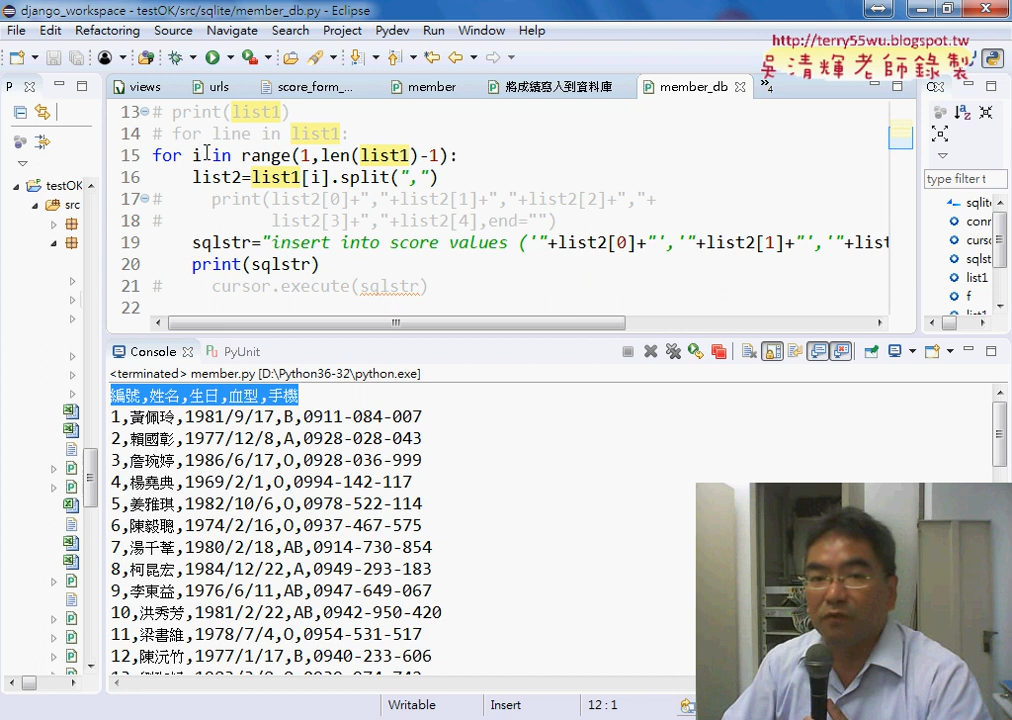 django_workspace - testOK/src/sqlite/member_db.py - Eclipse
File Edit Refactoring Source Navigate Search Project Pydev Run Window Help
http://terry55wu.blogspot.tw
吳清輝老師錄製
P views urls score_form_... member 將成績寫入到資料庫 member_db 4
13 # print(list1)
14 # for line in list1:
15 for i in range(1,len(list1)-1):
16 list2=list1[i].split(",")
17 # print(list2[0]+","+list2[1]+","+list2[2]+","+
18 # list2[3]+","+list2[4],end="")
19 sqlstr="insert into score values ('"+list2[0]+"','"+list2[1]+"','"+list
20 print(sqlstr)
21 # cursor.execute(sqlstr)
22
testOK
src
type filter t
sqlite
conn
curso
sqlst
list1
f
Console PyUnit
<terminated> member.py [D:\Python36-32\python.exe]
編號,姓名,生日,血型,手機
1,黃佩玲,1981/9/17,B,0911-084-007
2,賴國彰,1977/12/8,A,0928-028-043
3,詹琬婷,1986/6/17,O,0928-036-999
4,楊堯典,1969/2/1,O,0994-142-117
5,姜雅琪,1982/10/6,O,0978-522-114
6,陳毅聰,1974/2/16,O,0937-467-575
7,湯千葦,1980/2/18,AB,0914-730-854
8,柯昆宏,1984/12/22,A,0949-293-183
9,李東益,1976/6/11,AB,0947-649-067
10,洪秀芳,1981/2/22,AB,0942-950-420
11,梁書維,1978/7/4,O,0954-531-517
12,陳沅竹,1977/1/17,B,0940-233-606
Writable Insert 12 : 1